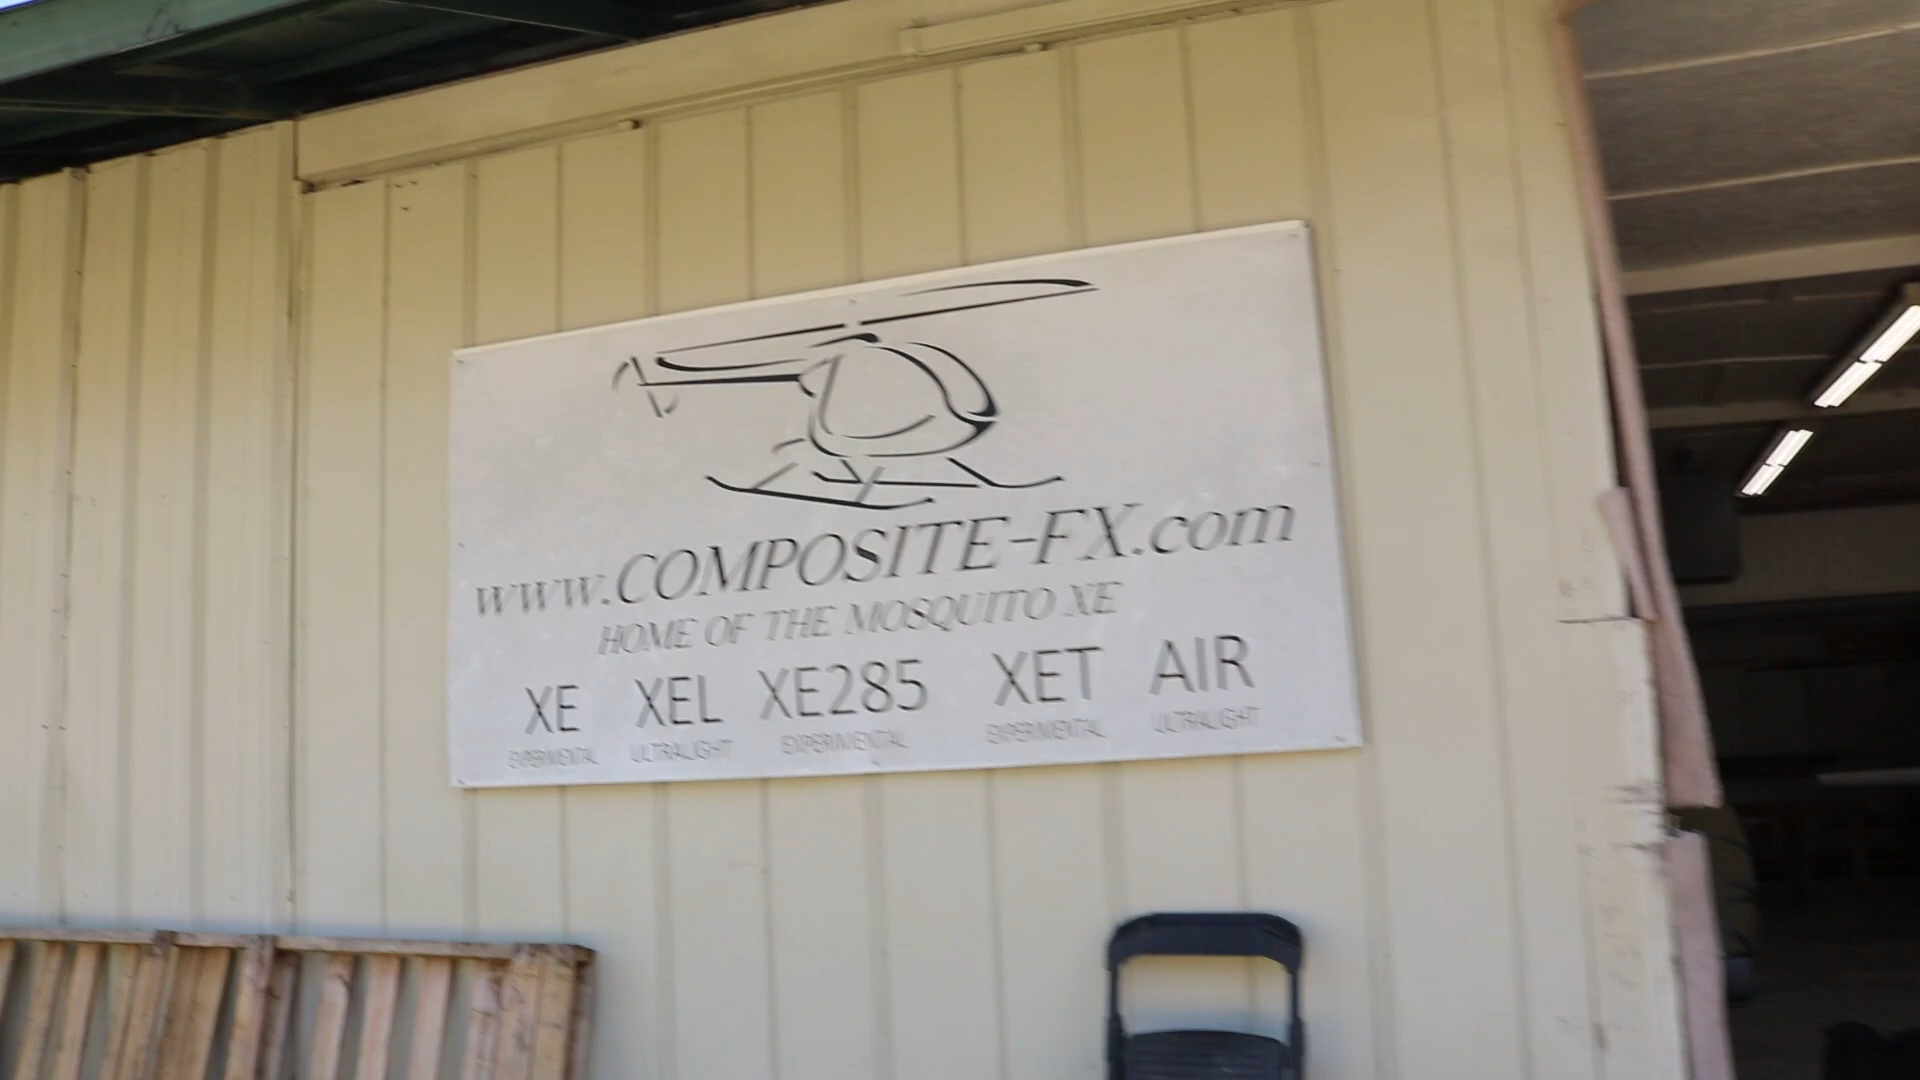 www.COMPOSITE-FX.com
HOME OF THE MOSQUITO XE
XE XEL XE285 XET AIR
EXPERIMENTAL ULTRALIGHT EXPERIMENTAL EXPERIMENTAL ULTRALIGHT